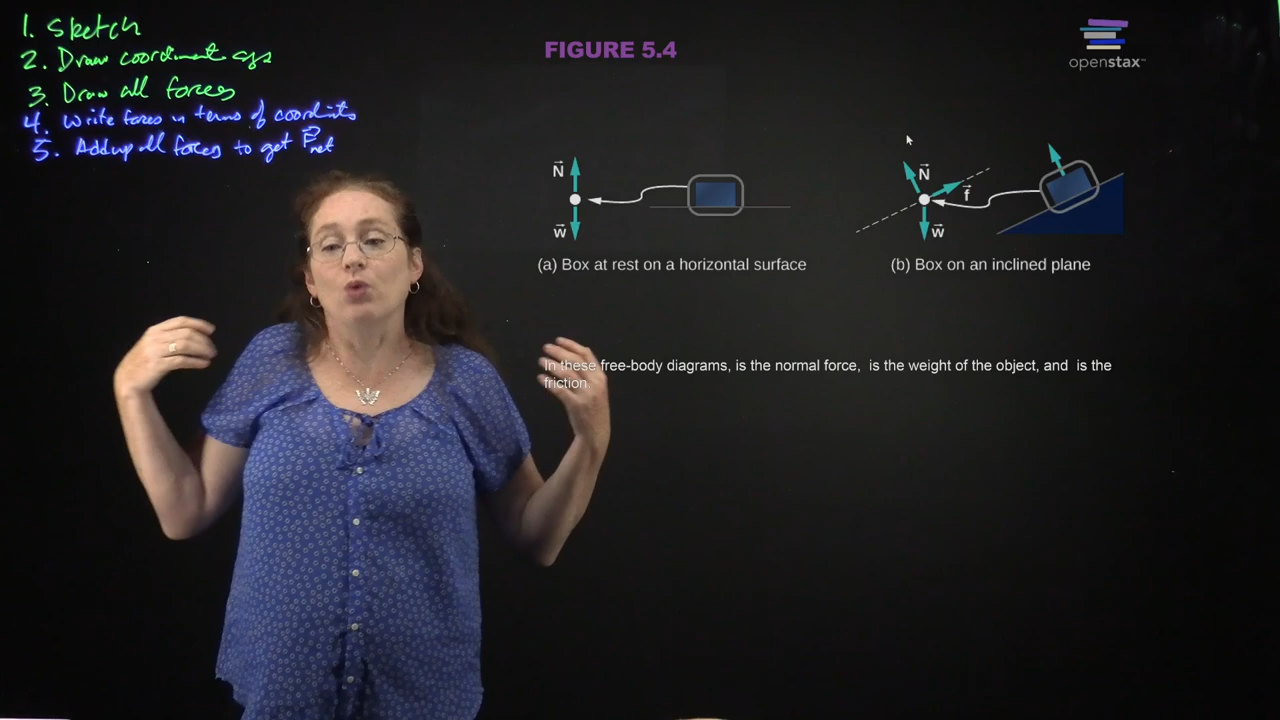 1. Sketch
2. Draw coordinate sys
3. Draw all forces
4. Write forces in terms of coordinates
5. Add up all forces to get F net
FIGURE 5.4
openstax™
N
w
N
f
w
(a) Box at rest on a horizontal surface
(b) Box on an inclined plane
In these free-body diagrams, is the normal force, is the weight of the object, and is the
friction.